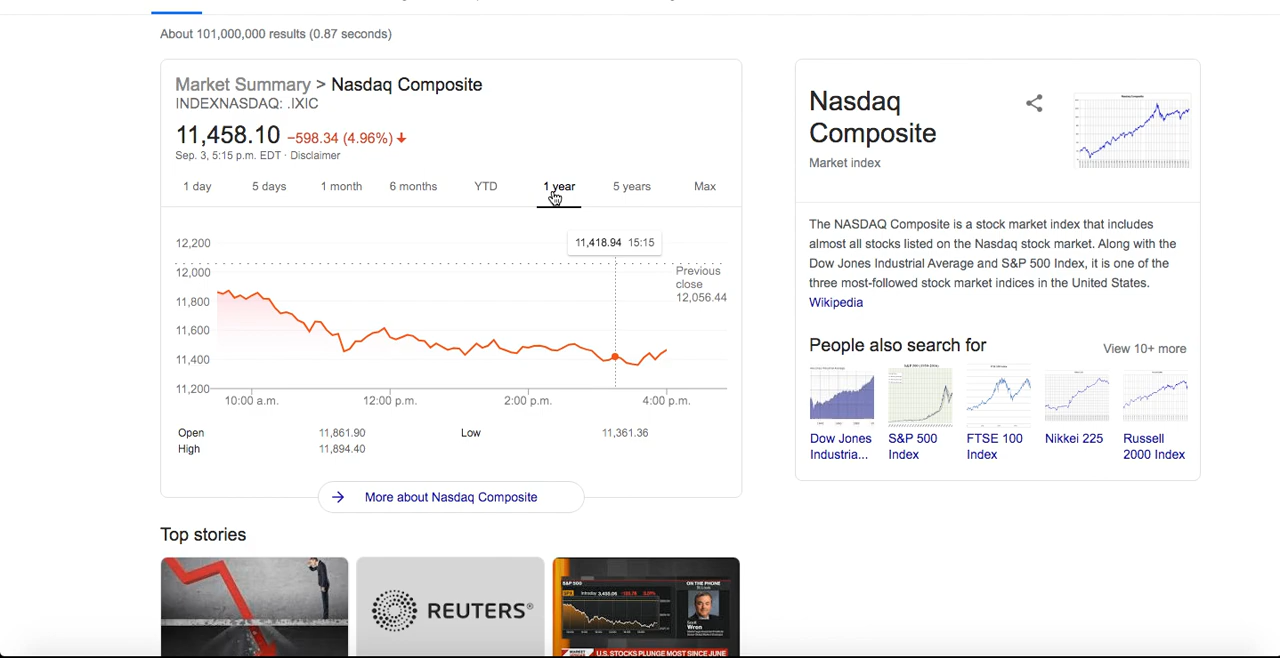 About 101,000,000 results (0.87 seconds)
Market Summary > Nasdaq Composite
INDEXNASDAQ: .IXIC
11,458.10 −598.34 (4.96%)
Sep. 3, 5:15 p.m. EDT · Disclaimer
1 day 5 days 1 month 6 months YTD 1 year 5 years Max
11,418.94 15:15
12,200
12,000
11,800
11,600
11,400
11,200
Previous
close
12,056.44
10:00 a.m. 12:00 p.m. 2:00 p.m. 4:00 p.m.
Open 11,861.90 Low 11,361.36
High 11,894.40
More about Nasdaq Composite
Top stories
REUTERS®
S&P 500
ON THE PHONE
Wren
U.S. STOCKS PLUNGE MOST SINCE JUNE
Nasdaq
Composite
Market index
The NASDAQ Composite is a stock market index that includes
almost all stocks listed on the Nasdaq stock market. Along with the
Dow Jones Industrial Average and S&P 500 Index, it is one of the
three most-followed stock market indices in the United States.
Wikipedia
People also search for View 10+ more
Dow Jones
Industria...
S&P 500
Index
FTSE 100
Index
Nikkei 225
Russell
2000 Index